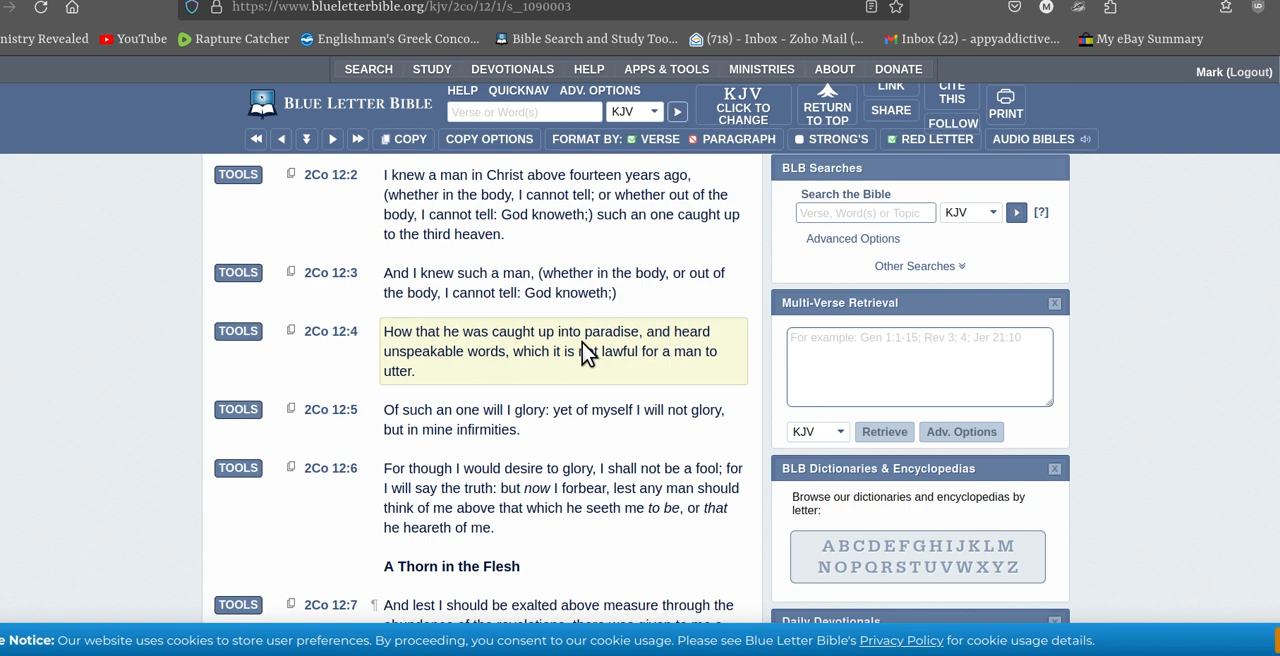 https://www.blueletterbible.org/kjv/2co/12/1/s_1090003
nistry Revealed YouTube Rapture Catcher Englishman's Greek Conco... Bible Search and Study Too... (718) - Inbox - Zoho Mail (... Inbox (22) - appyaddictive... My eBay Summary
SEARCH STUDY DEVOTIONALS HELP APPS & TOOLS MINISTRIES ABOUT DONATE
Mark (Logout)
BLUE LETTER BIBLE
HELP QUICKNAV ADV. OPTIONS
Verse or Word(s) KJV
KJV
CLICK TO
CHANGE
RETURN
TO TOP
LINK
SHARE
CITE
THIS
FOLLOW
PRINT
COPY COPY OPTIONS FORMAT BY: VERSE PARAGRAPH STRONG'S RED LETTER AUDIO BIBLES
TOOLS 2Co 12:2 I knew a man in Christ above fourteen years ago,
(whether in the body, I cannot tell; or whether out of the
body, I cannot tell: God knoweth;) such an one caught up
to the third heaven.
TOOLS 2Co 12:3 And I knew such a man, (whether in the body, or out of
the body, I cannot tell: God knoweth;)
TOOLS 2Co 12:4 How that he was caught up into paradise, and heard
unspeakable words, which it is not lawful for a man to
utter.
TOOLS 2Co 12:5 Of such an one will I glory: yet of myself I will not glory,
but in mine infirmities.
TOOLS 2Co 12:6 For though I would desire to glory, I shall not be a fool; for
I will say the truth: but now I forbear, lest any man should
think of me above that which he seeth me to be, or that
he heareth of me.
A Thorn in the Flesh
TOOLS 2Co 12:7 ¶ And lest I should be exalted above measure through the
BLB Searches
Search the Bible
Verse, Word(s) or Topic KJV [?]
Advanced Options
Other Searches
Multi-Verse Retrieval X
For example: Gen 1:1-15; Rev 3; 4; Jer 21:10
KJV Retrieve Adv. Options
BLB Dictionaries & Encyclopedias X
Browse our dictionaries and encyclopedias by
letter:
A B C D E F G H I J K L M
N O P Q R S T U V W X Y Z
Daily Devotionals
e Notice: Our website uses cookies to store user preferences. By proceeding, you consent to our cookie usage. Please see Blue Letter Bible's Privacy Policy for cookie usage details.